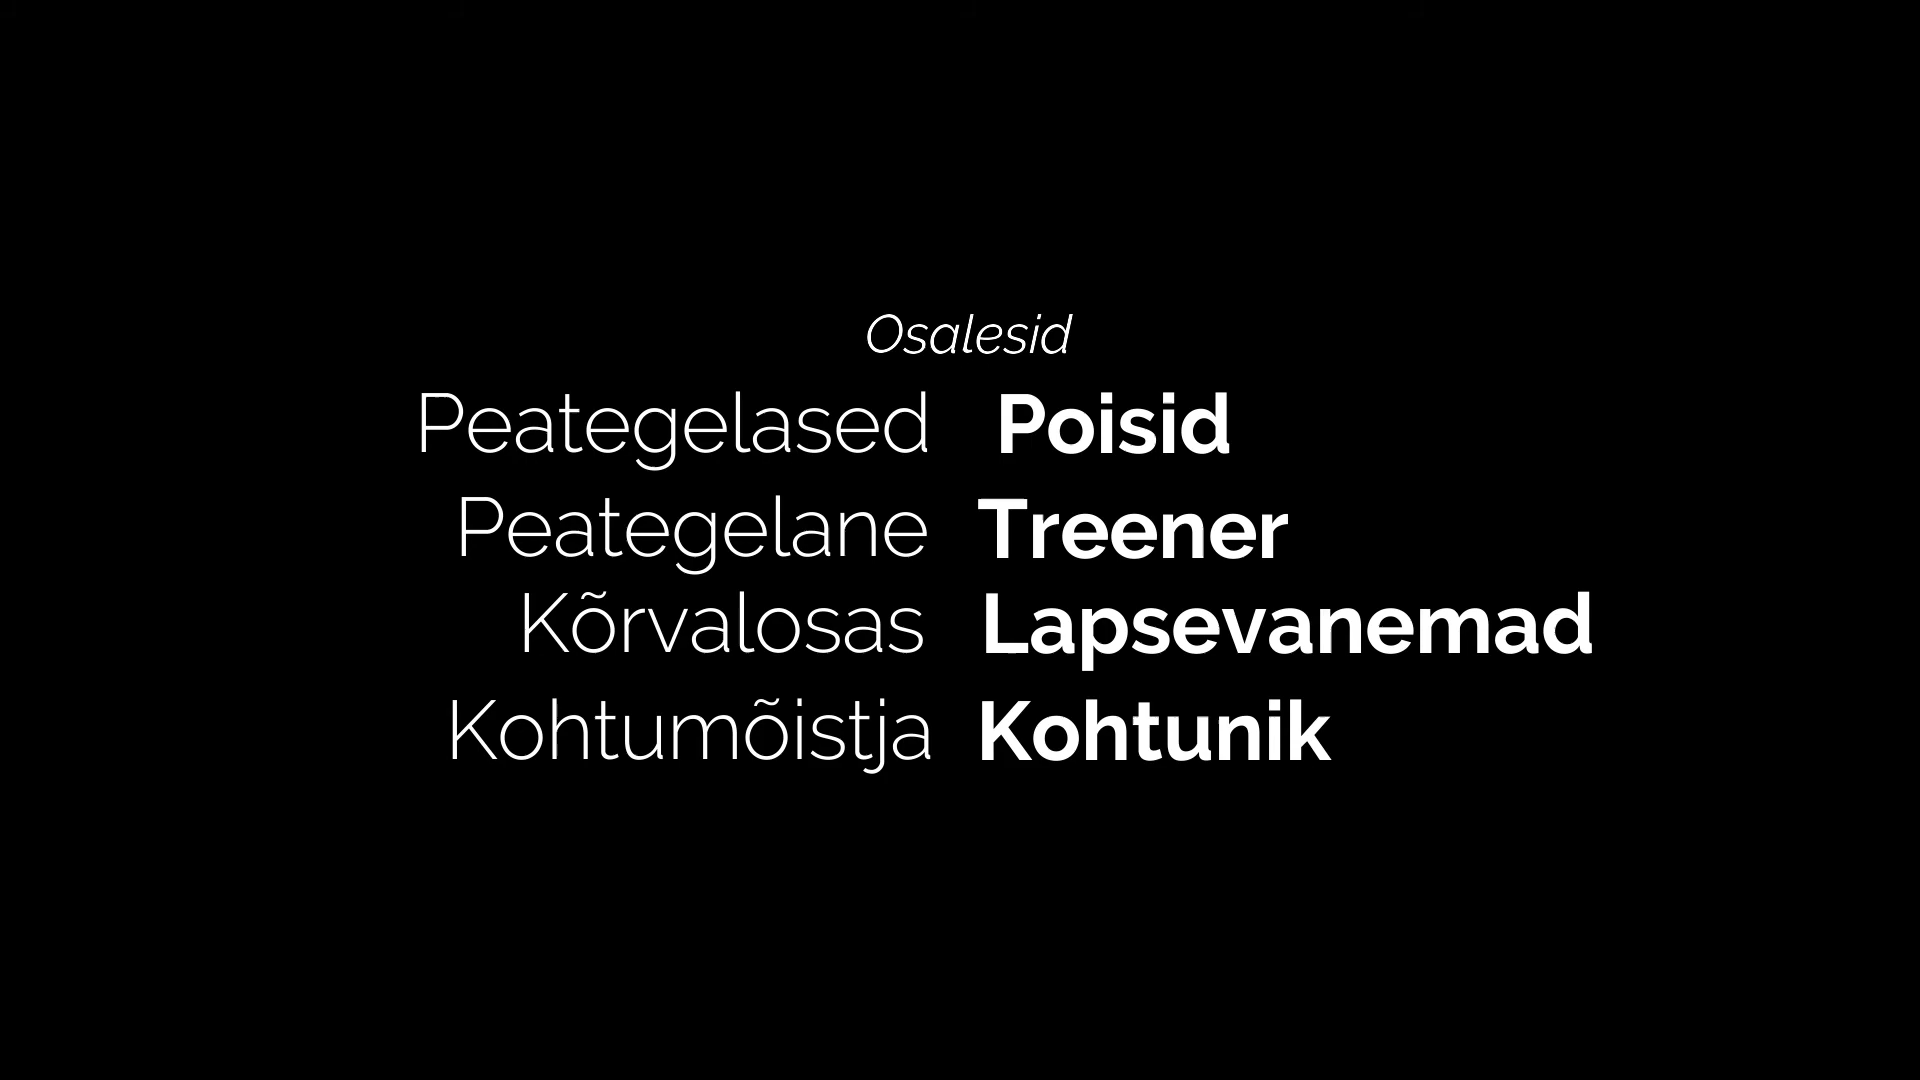 Osalesid
Peategelased Poisid
Peategelane Treener
Kõrvalosas Lapsevanemad
Kohtumõistja Kohtunik